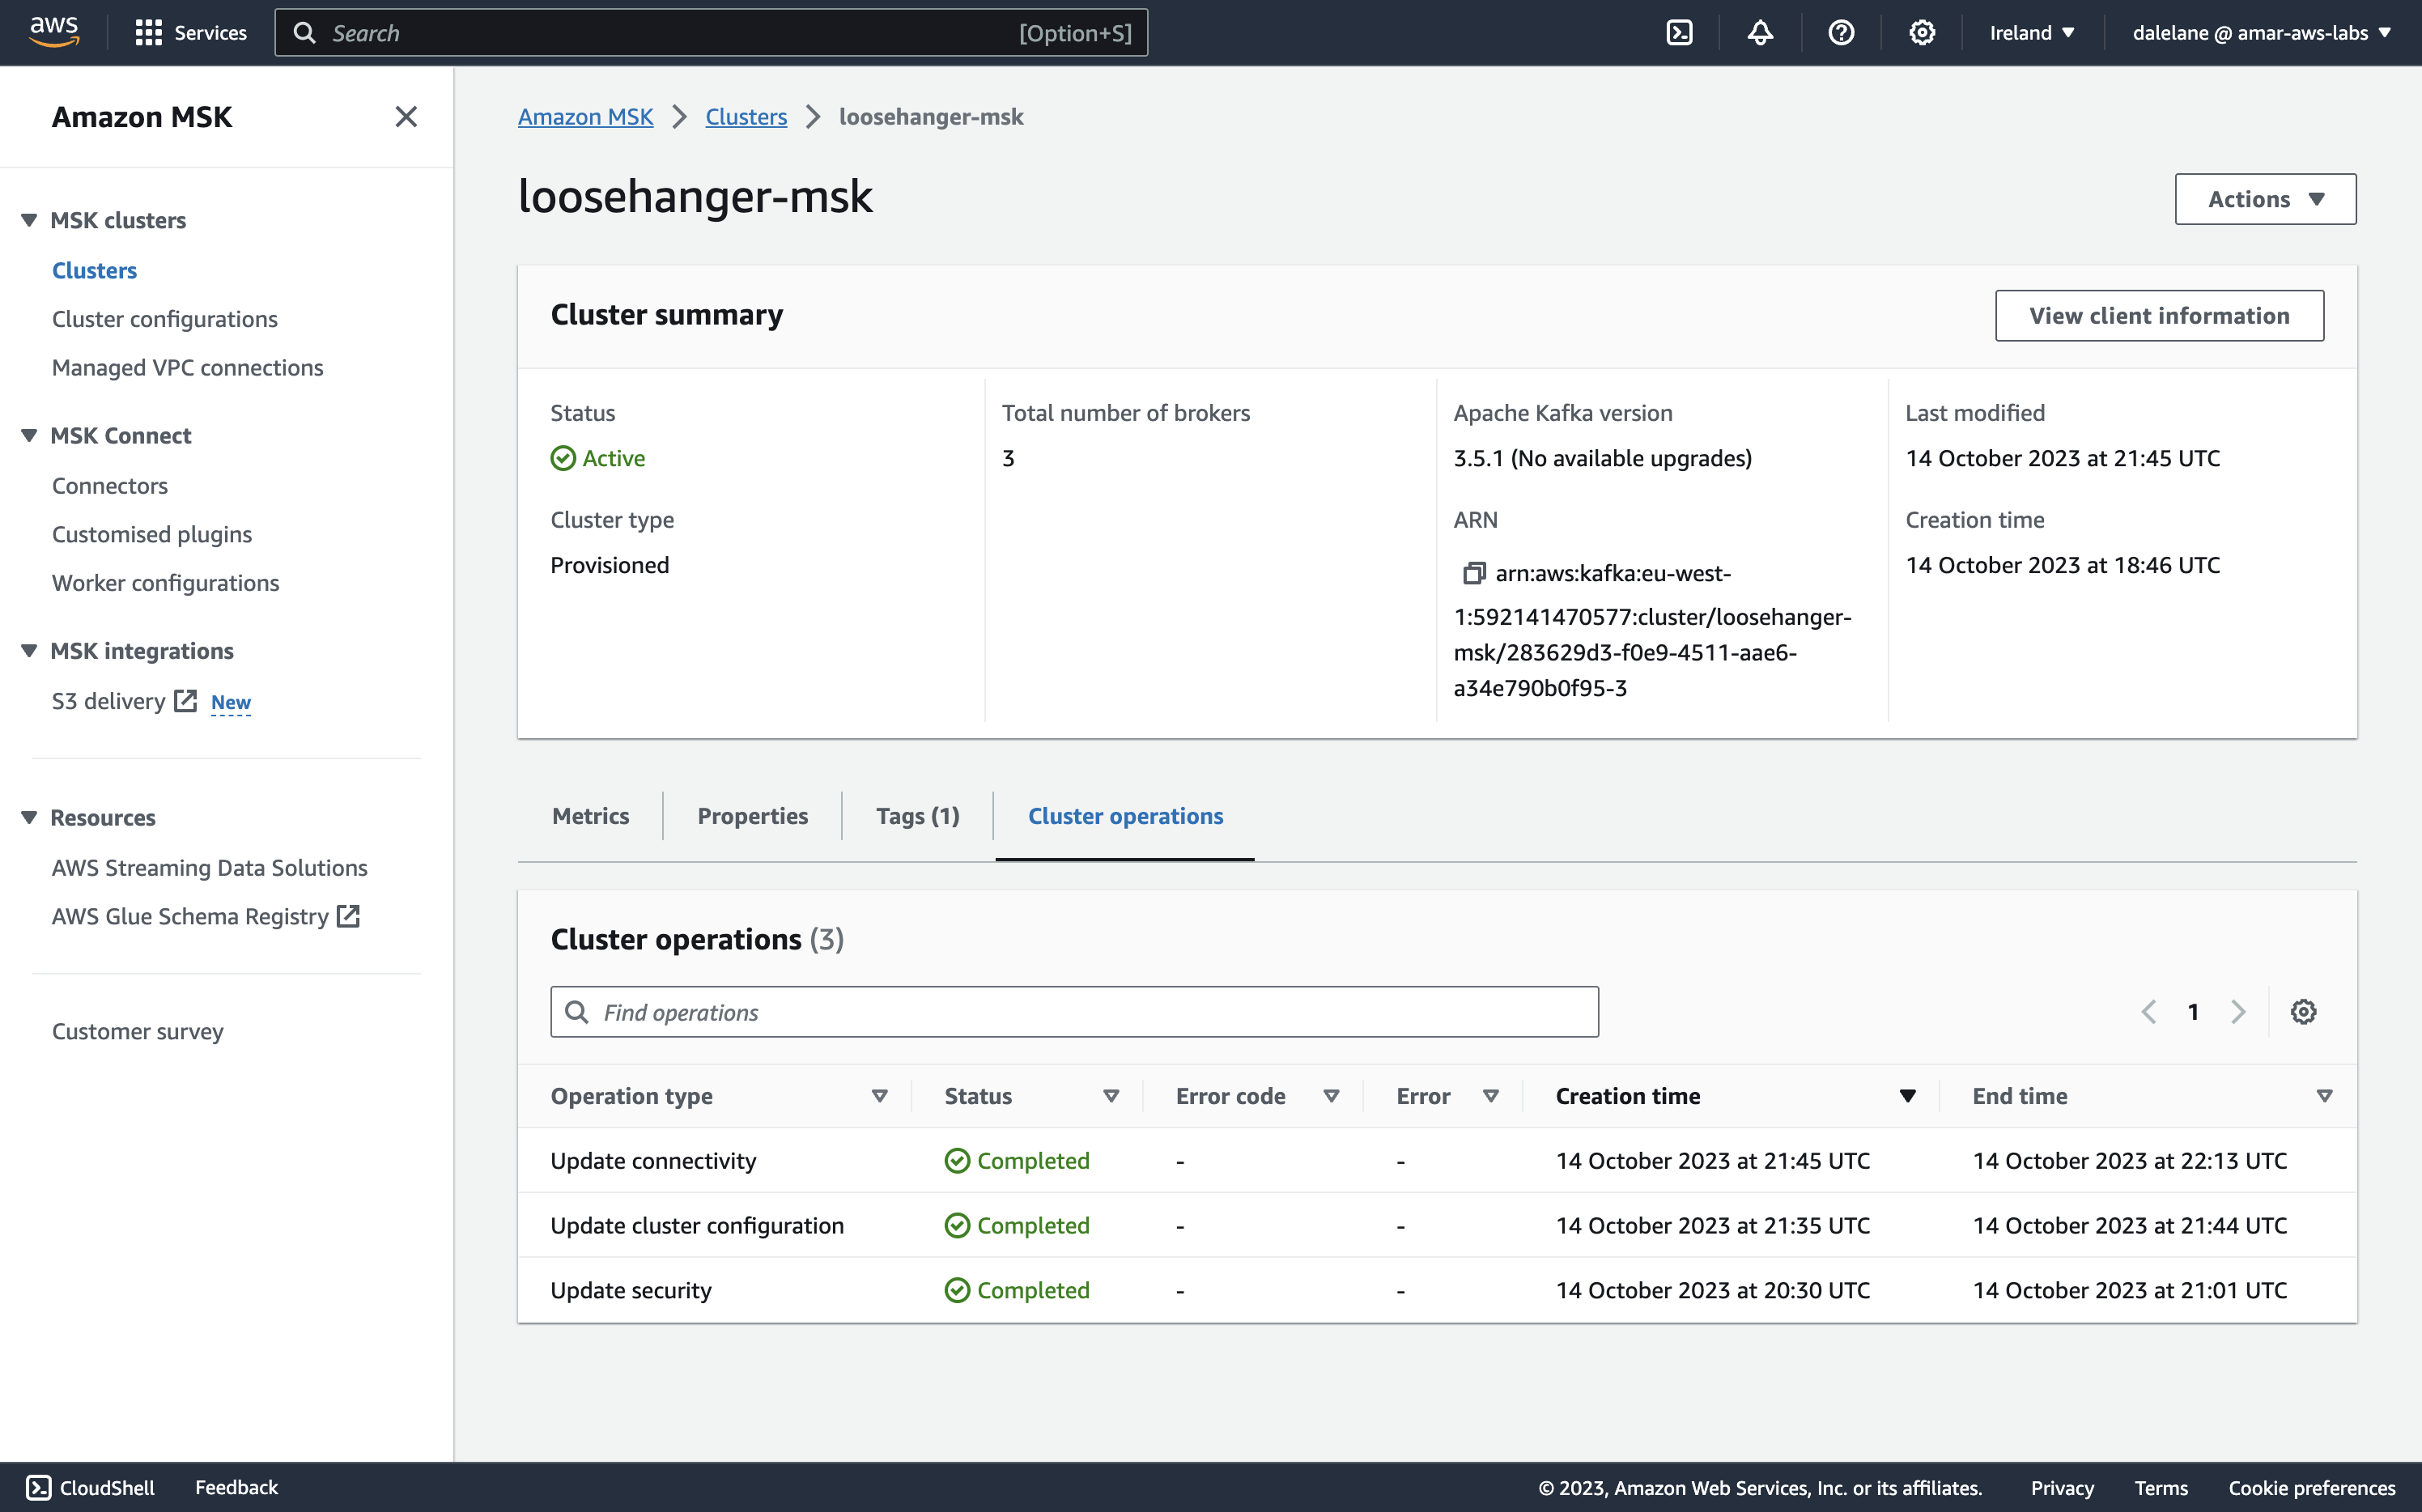 aws
Services
Search
[Option+S]
Ireland
dalelane @ amar-aws-labs
Amazon MSK
MSK clusters
Clusters
Cluster configurations
Managed VPC connections
MSK Connect
Connectors
Customised plugins
Worker configurations
MSK integrations
S3 delivery New
Resources
AWS Streaming Data Solutions
AWS Glue Schema Registry
Customer survey
Amazon MSK Clusters loosehanger-msk
loosehanger-msk
Actions
Cluster summary
View client information
Status
Active
Cluster type
Provisioned
Total number of brokers
3
Apache Kafka version
3.5.1 (No available upgrades)
ARN
arn:aws:kafka:eu-west-
1:592141470577:cluster/loosehanger-
msk/283629d3-f0e9-4511-aae6-
a34e790b0f95-3
Last modified
14 October 2023 at 21:45 UTC
Creation time
14 October 2023 at 18:46 UTC
Metrics
Properties
Tags (1)
Cluster operations
Cluster operations (3)
Find operations
1
Operation type Status Error code Error Creation time End time
Update connectivity Completed - - 14 October 2023 at 21:45 UTC 14 October 2023 at 22:13 UTC
Update cluster configuration Completed - - 14 October 2023 at 21:35 UTC 14 October 2023 at 21:44 UTC
Update security Completed - - 14 October 2023 at 20:30 UTC 14 October 2023 at 21:01 UTC
CloudShell
Feedback
© 2023, Amazon Web Services, Inc. or its affiliates.
Privacy
Terms
Cookie preferences